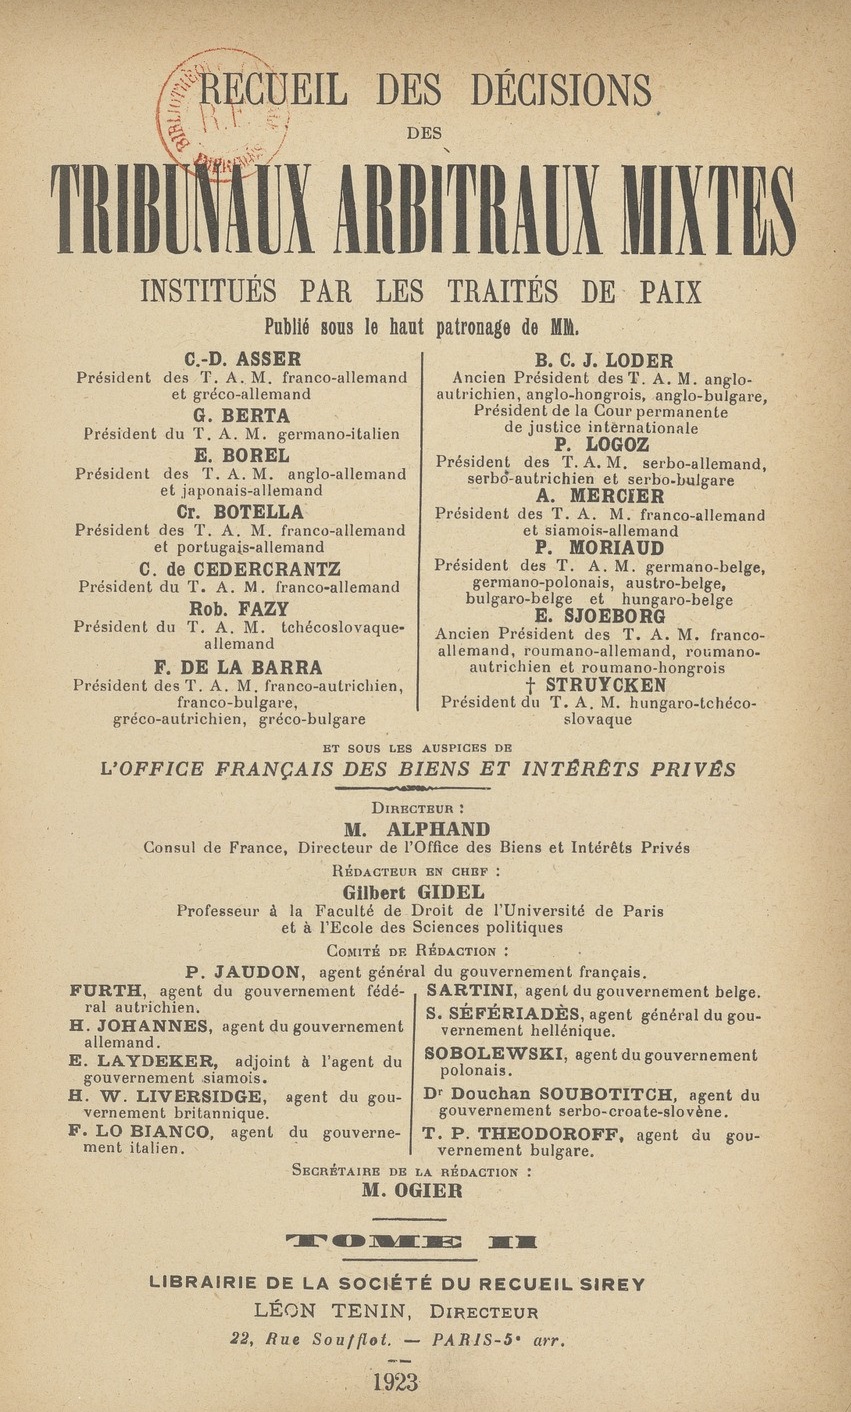 RECUEIL DES DÉCISIONS
DES
TRIBUNAUX ARBITRAUX MIXTES
INSTITUÉS PAR LES TRAITÉS DE PAIX
Publié sous le haut patronage de MM.
C.-D. ASSER
Président des T. A. M. franco-allemand
et gréco-allemand
G. BERTA
Président du T. A. M. germano-italien
E. BOREL
Président des T. A. M. anglo-allemand
et japonais-allemand
Cr. BOTELLA
Président des T. A. M. franco-allemand
et portugais-allemand
C. de CEDERCRANTZ
Président du T. A. M. franco-allemand
Rob. FAZY
Président du T. A. M. tchécoslovaque-
allemand
F. DE LA BARRA
Président des T. A. M. franco-autrichien,
franco-bulgare,
gréco-autrichien, gréco-bulgare
B. C. J. LODER
Ancien Président des T. A. M. anglo-
autrichien, anglo-hongrois, anglo-bulgare,
Président de la Cour permanente
de justice internationale
P. LOGOZ
Président des T. A. M. serbo-allemand,
serbo-autrichien et serbo-bulgare
A. MERCIER
Président des T. A. M. franco-allemand
et siamois-allemand
P. MORIAUD
Président des T. A. M. germano-belge,
germano-polonais, austro-belge,
bulgaro-belge et hungaro-belge
E. SJOEBORG
Ancien Président des T. A. M. franco-
allemand, roumano-allemand, roumano-
autrichien et roumano-hongrois
† STRUYCKEN
Président du T. A. M. hungaro-tchéco-
slovaque
ET SOUS LES AUSPICES DE
L'OFFICE FRANÇAIS DES BIENS ET INTÉRÊTS PRIVÉS
DIRECTEUR :
M. ALPHAND
Consul de France, Directeur de l'Office des Biens et Intérêts Privés
RÉDACTEUR EN CHEF :
Gilbert GIDEL
Professeur à la Faculté de Droit de l'Université de Paris
et à l'Ecole des Sciences politiques
COMITÉ DE RÉDACTION :
P. JAUDON, agent général du gouvernement français.
FURTH, agent du gouvernement fédé-
ral autrichien.
H. JOHANNES, agent du gouvernement
allemand.
E. LAYDEKER, adjoint à l'agent du
gouvernement siamois.
H. W. LIVERSIDGE, agent du gou-
vernement britannique.
F. LO BIANCO, agent du gouverne-
ment italien.
SARTINI, agent du gouvernement belge.
S. SÉFÉRIADÈS, agent général du gou-
vernement hellénique.
SOBOLEWSKI, agent du gouvernement
polonais.
Dr Douchan SOUBOTITCH, agent du
gouvernement serbo-croate-slovène.
T. P. THEODOROFF, agent du gou-
vernement bulgare.
SECRÉTAIRE DE LA RÉDACTION :
M. OGIER
TOME II
LIBRAIRIE DE LA SOCIÉTÉ DU RECUEIL SIREY
LÉON TENIN, DIRECTEUR
22, Rue Soufflot. — PARIS-5e arr.
1923